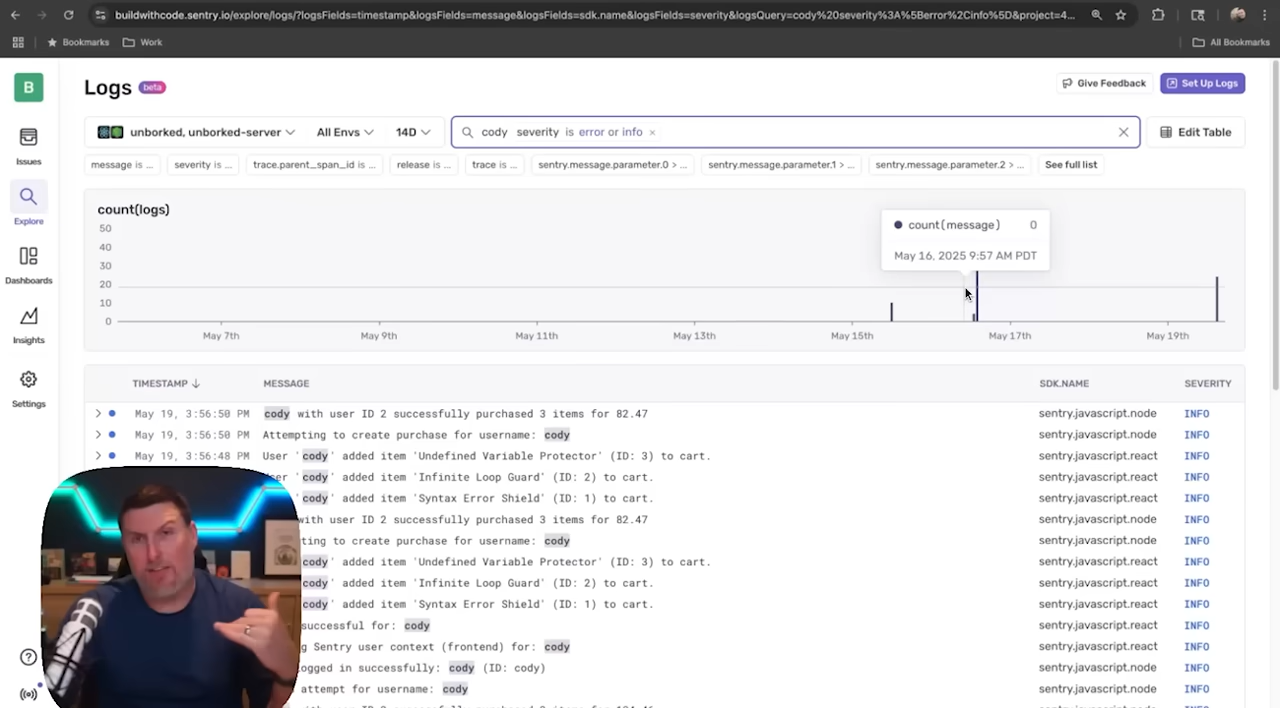 buildwithcode.sentry.io/explore/logs/?logsFields=timestamp&logsFields=message&logsFields=sdk.name&logsFields=severity&logsQuery=cody%20severity%3A%5Berror%2Cinfo%5D&project=4...
Bookmarks Work All Bookmarks
B
Issues
Explore
Dashboards
Insights
Settings
Logs beta
Give Feedback Set Up Logs
unborked, unborked-server All Envs 14D cody severity is error or info × Edit Table
message is ... severity is ... trace.parent_span_id is ... release is ... trace is ... sentry.message.parameter.0 > ... sentry.message.parameter.1 > ... sentry.message.parameter.2 > ... See full list
count(logs)
50
40
30
20
10
0
count(message) 0
May 16, 2025 9:57 AM PDT
May 7th May 9th May 11th May 13th May 15th May 17th May 19th
TIMESTAMP MESSAGE SDK.NAME SEVERITY
May 19, 3:56:50 PM cody with user ID 2 successfully purchased 3 items for 82.47 sentry.javascript.node INFO
May 19, 3:56:50 PM Attempting to create purchase for username: cody sentry.javascript.node INFO
May 19, 3:56:48 PM User 'cody' added item 'Undefined Variable Protector' (ID: 3) to cart. sentry.javascript.react INFO
'cody' added item 'Infinite Loop Guard' (ID: 2) to cart. sentry.javascript.react INFO
cody' added item 'Syntax Error Shield' (ID: 1) to cart. sentry.javascript.react INFO
with user ID 2 successfully purchased 3 items for 82.47 sentry.javascript.node INFO
ting to create purchase for username: cody sentry.javascript.node INFO
cody' added item 'Undefined Variable Protector' (ID: 3) to cart. sentry.javascript.react INFO
cody' added item 'Infinite Loop Guard' (ID: 2) to cart. sentry.javascript.react INFO
cody' added item 'Syntax Error Shield' (ID: 1) to cart. sentry.javascript.react INFO
successful for: cody sentry.javascript.react INFO
g Sentry user context (frontend) for: cody sentry.javascript.react INFO
ogged in successfully: cody (ID: cody) sentry.javascript.node INFO
attempt for username: cody sentry.javascript.node INFO